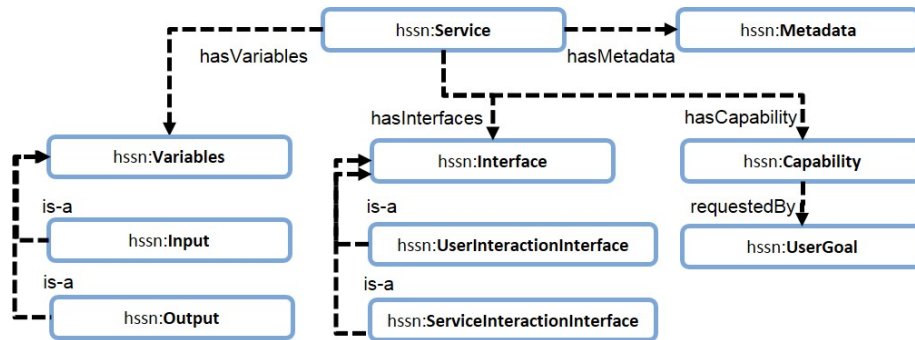 hssn:Service
hssn:Metadata
hasVariables
hasMetadata
hasInterfaces
hasCapability
hssn:Variables
hssn:Interface
hssn:Capability
is-a
is-a
requestedBy
hssn:Input
hssn:UserInteractionInterface
hssn:UserGoal
is-a
is-a
hssn:Output
hssn:ServiceInteractionInterface